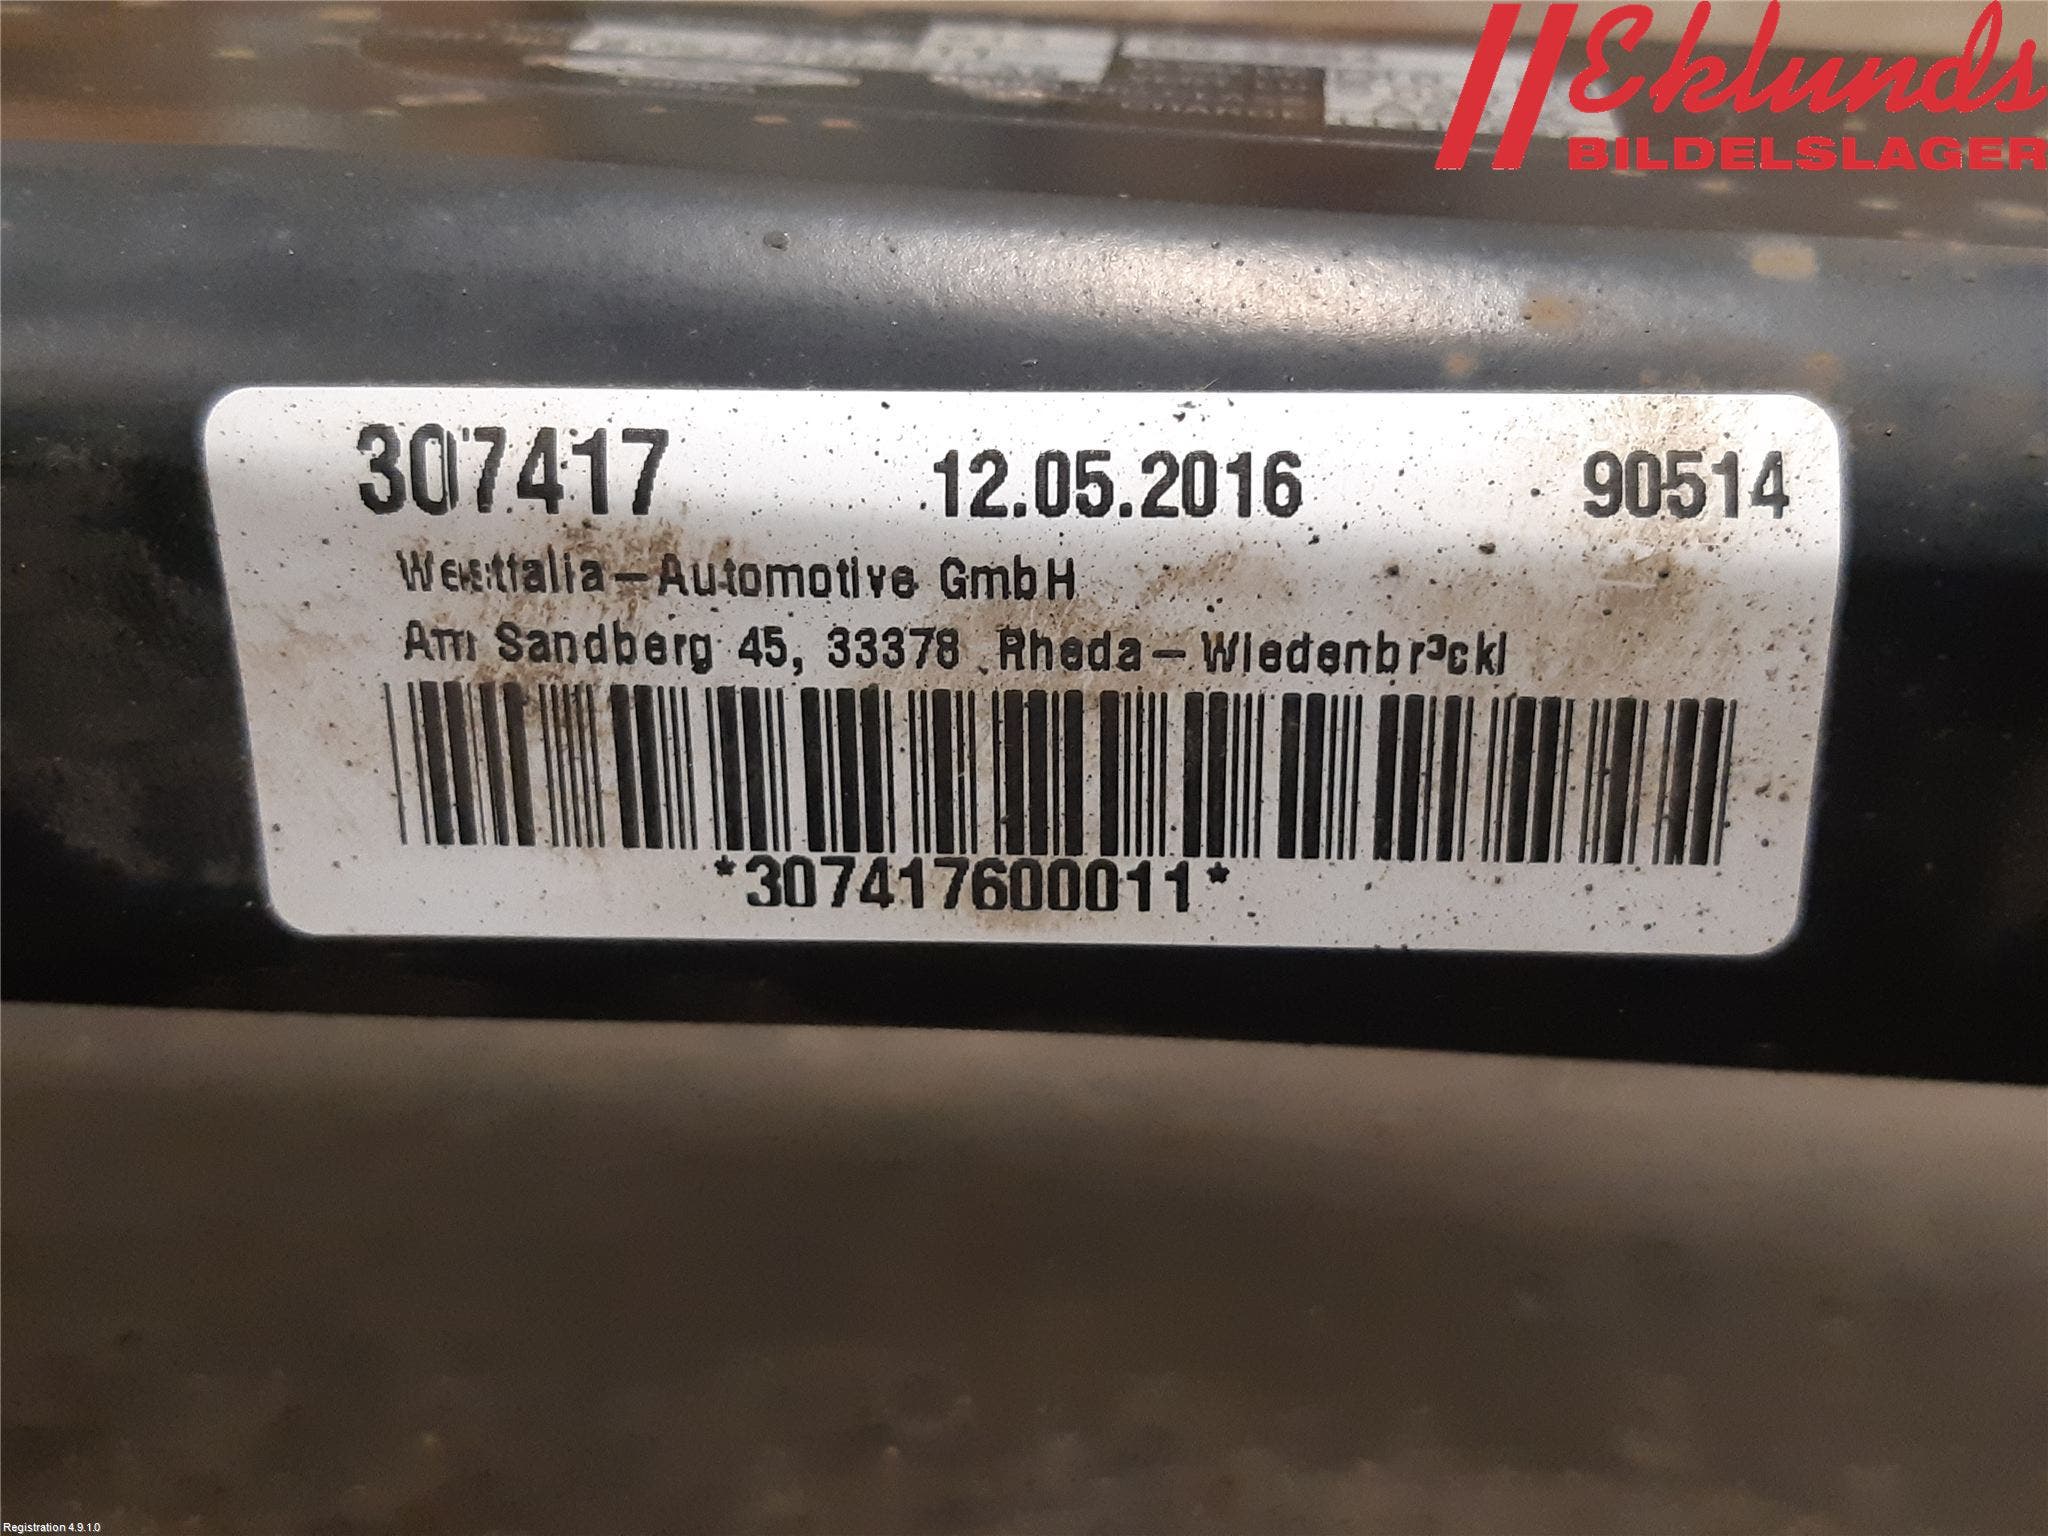 Eklunds
BILDELSLAGER
307417 12.05.2016 90514
Westfalia-Automotive GmbH
Am Sandberg 45, 33378 Rheda-Wiedenbr³ckl
*307417600011*
Registration 4.9.1.0